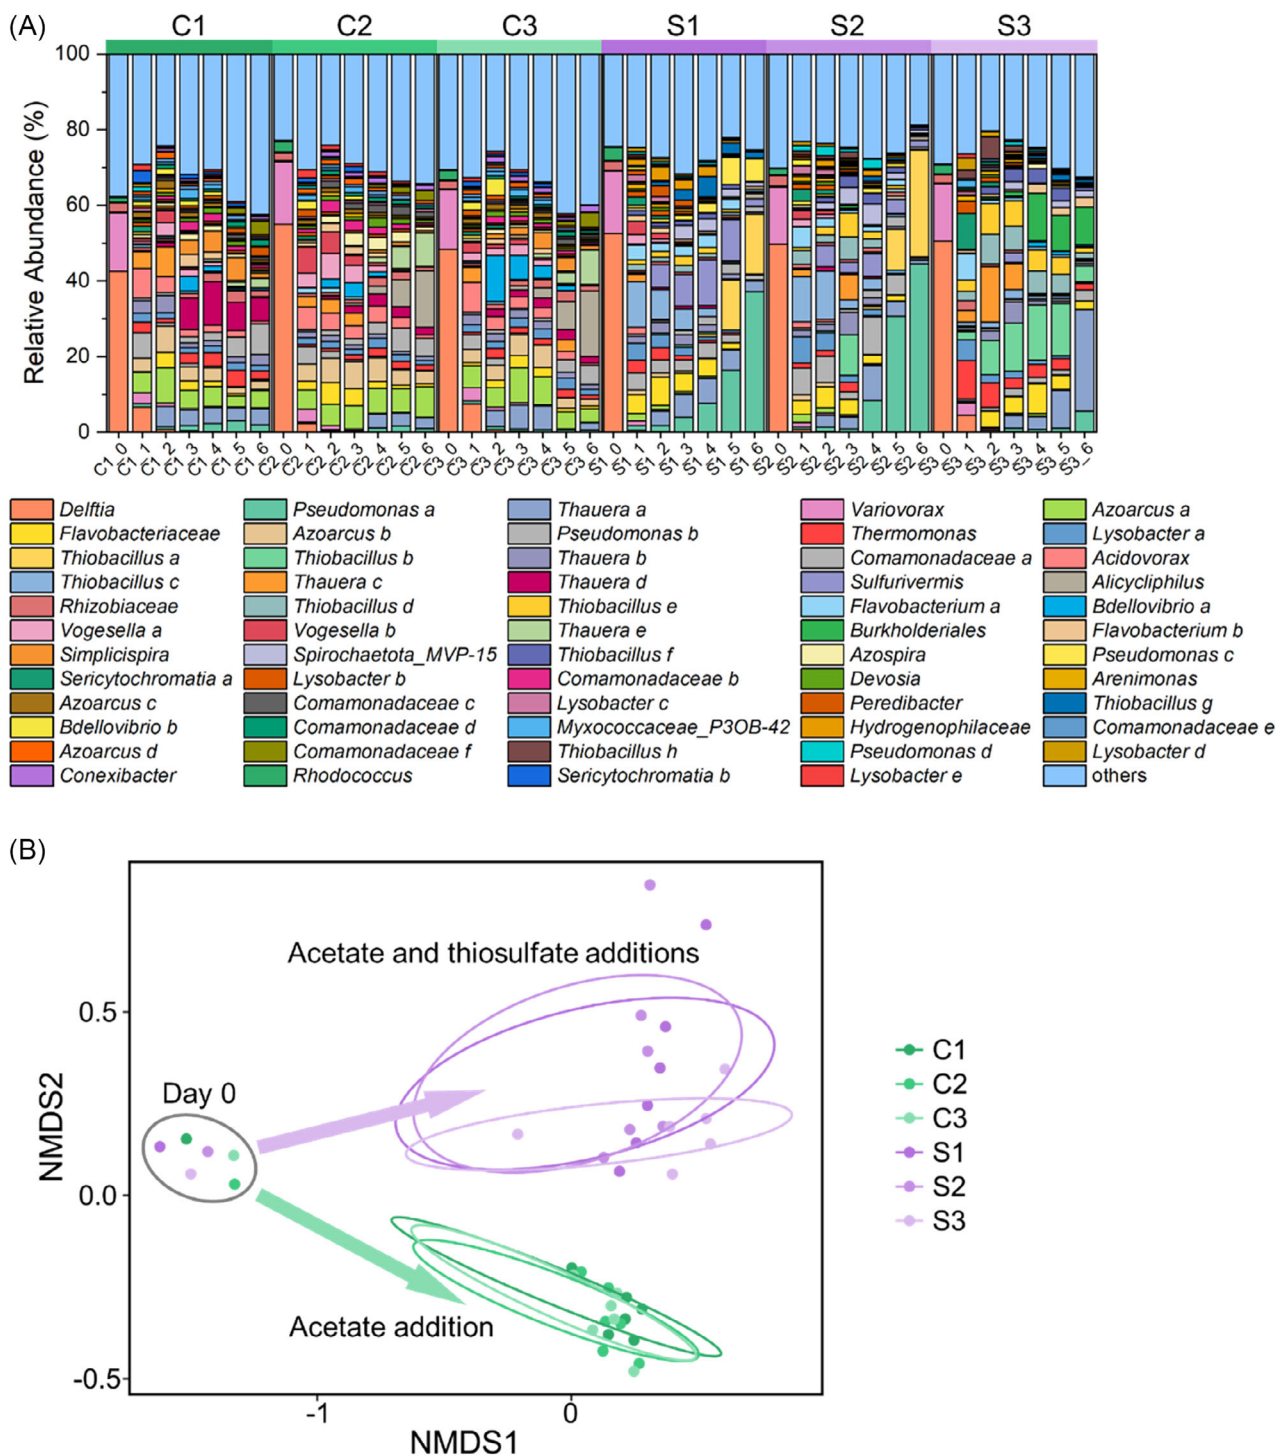 (A)
C1 C2 C3 S1 S2 S3
Relative Abundance (%)
100
80
60
40
20
0
C1_0 C1_1 C1_2 C1_3 C1_4 C1_5 C1_6 C2_0 C2_1 C2_2 C2_3 C2_4 C2_5 C2_6 C3_0 C3_1 C3_2 C3_3 C3_4 C3_5 C3_6 S1_0 S1_1 S1_2 S1_3 S1_4 S1_5 S1_6 S2_0 S2_1 S2_2 S2_3 S2_4 S2_5 S2_6 S3_0 S3_1 S3_2 S3_3 S3_4 S3_5 S3_6
Delftia Pseudomonas a Thauera a Variovorax Azoarcus a
Flavobacteriaceae Azoarcus b Pseudomonas b Thermomonas Lysobacter a
Thiobacillus a Thiobacillus b Thauera b Comamonadaceae a Acidovorax
Thiobacillus c Thauera c Thauera d Sulfurivermis Alicycliphilus
Rhizobiaceae Thiobacillus d Thiobacillus e Flavobacterium a Bdellovibrio a
Vogesella a Vogesella b Thauera e Burkholderiales Flavobacterium b
Simplicispira Spirochaetota_MVP-15 Thiobacillus f Azospira Pseudomonas c
Sericytochromatia a Lysobacter b Comamonadaceae b Devosia Arenimonas
Azoarcus c Comamonadaceae c Lysobacter c Peredibacter Thiobacillus g
Bdellovibrio b Comamonadaceae d Myxococcaceae_P3OB-42 Hydrogenophilaceae Comamonadaceae e
Azoarcus d Comamonadaceae f Thiobacillus h Pseudomonas d Lysobacter d
Conexibacter Rhodococcus Sericytochromatia b Lysobacter e others
(B)
Acetate and thiosulfate additions
Day 0
Acetate addition
NMDS2
0.5
0.0
-0.5
-1 0
NMDS1
C1
C2
C3
S1
S2
S3